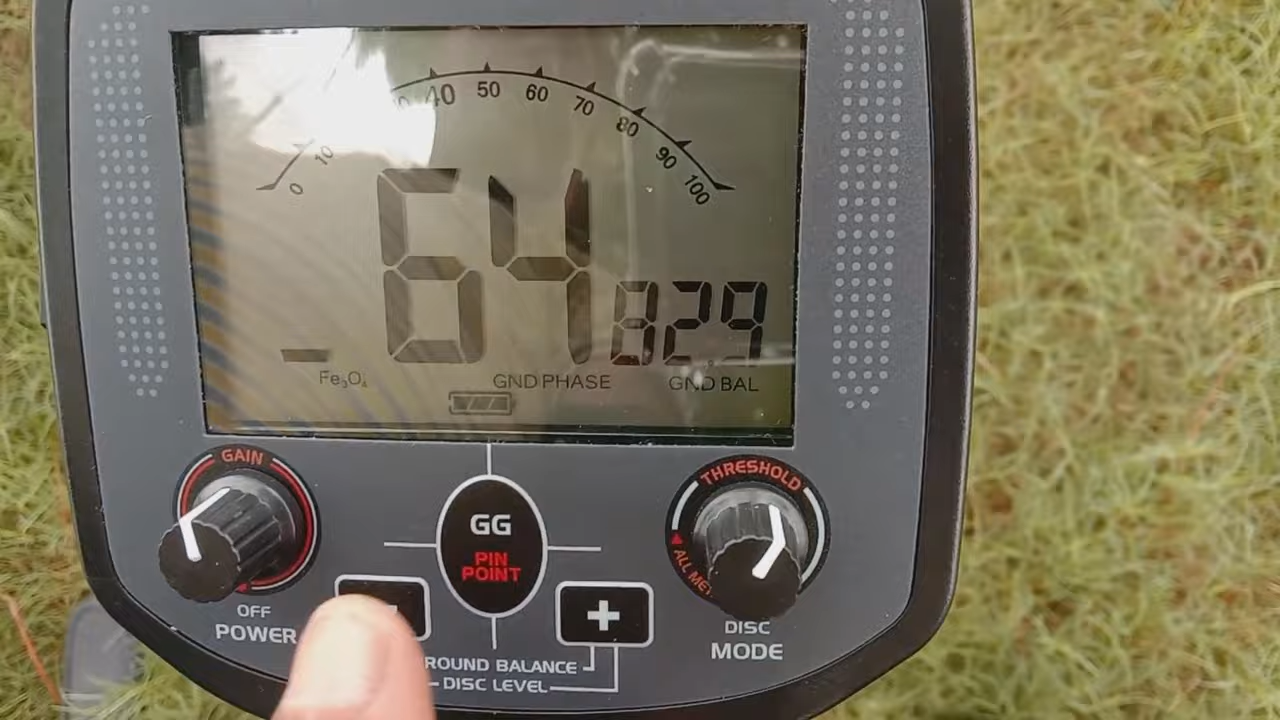 0 10 40 50 60 70 80 90 100
64
829
Fe3O4 GND PHASE GND BAL
GAIN
THRESHOLD
GG
PIN
POINT
ALL MET
+
OFF
POWER
DISC
MODE
ROUND BALANCE
DISC LEVEL